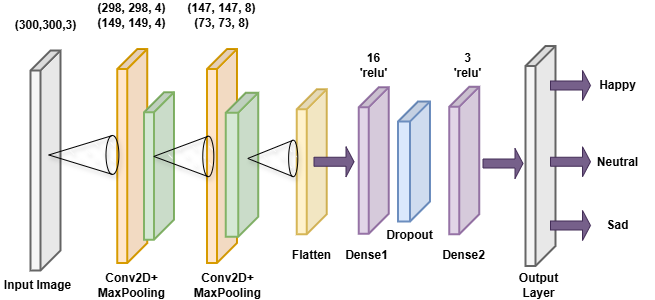 (300,300,3)
(298, 298, 4)
(149, 149, 4)
(147, 147, 8)
(73, 73, 8)
16
'relu'
3
'relu'
Happy
Neutral
Sad
Input Image
Conv2D+
MaxPooling
Conv2D+
MaxPooling
Flatten
Dense1
Dropout
Dense2
Output
Layer